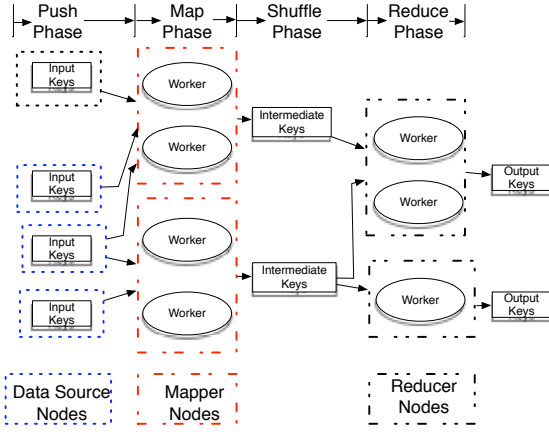 Push Phase
Map Phase
Shuffle Phase
Reduce Phase
Input Keys
Worker
Intermediate Keys
Worker
Worker
Input Keys
Worker
Output Keys
Input Keys
Worker
Intermediate Keys
Input Keys
Worker
Worker
Output Keys
Data Source Nodes
Mapper Nodes
Reducer Nodes